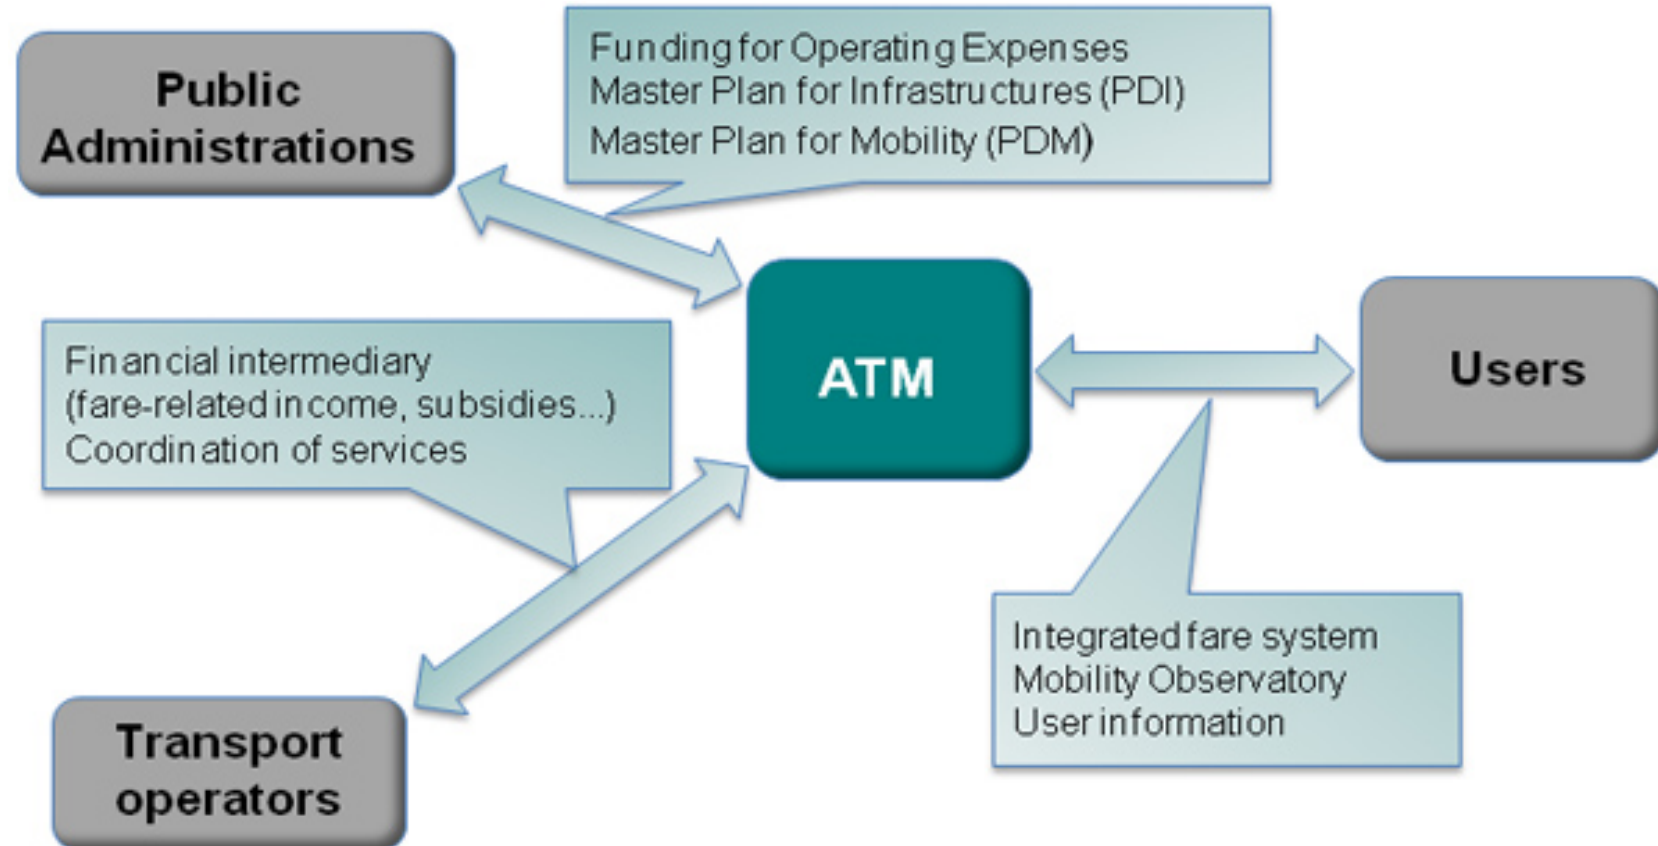 Public
Administrations
Funding for Operating Expenses
Master Plan for Infrastructures (PDI)
Master Plan for Mobility (PDM)
Financial intermediary
(fare-related income, subsidies...)
Coordination of services
ATM
Users
Integrated fare system
Mobility Observatory
User information
Transport
operators